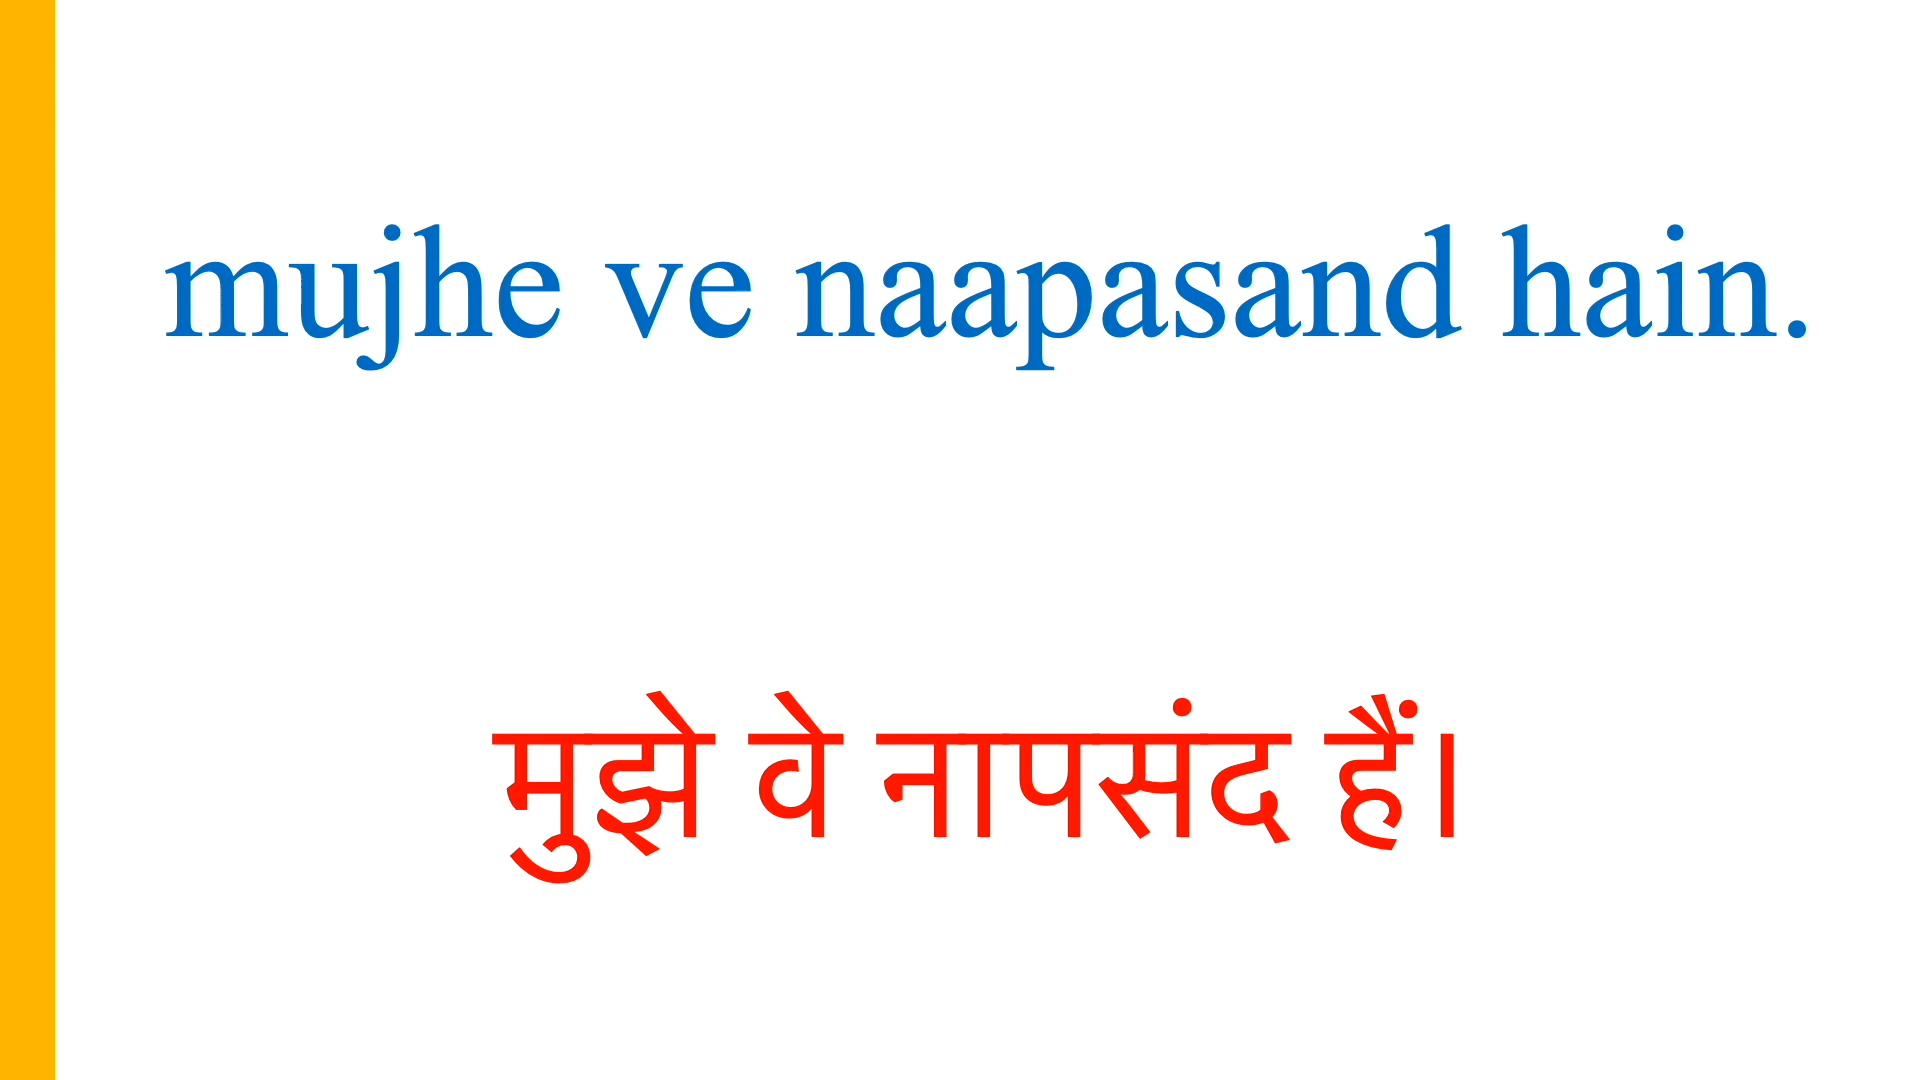 mujhe ve naapasand hain.
मुझे वे नापसंद हैं।